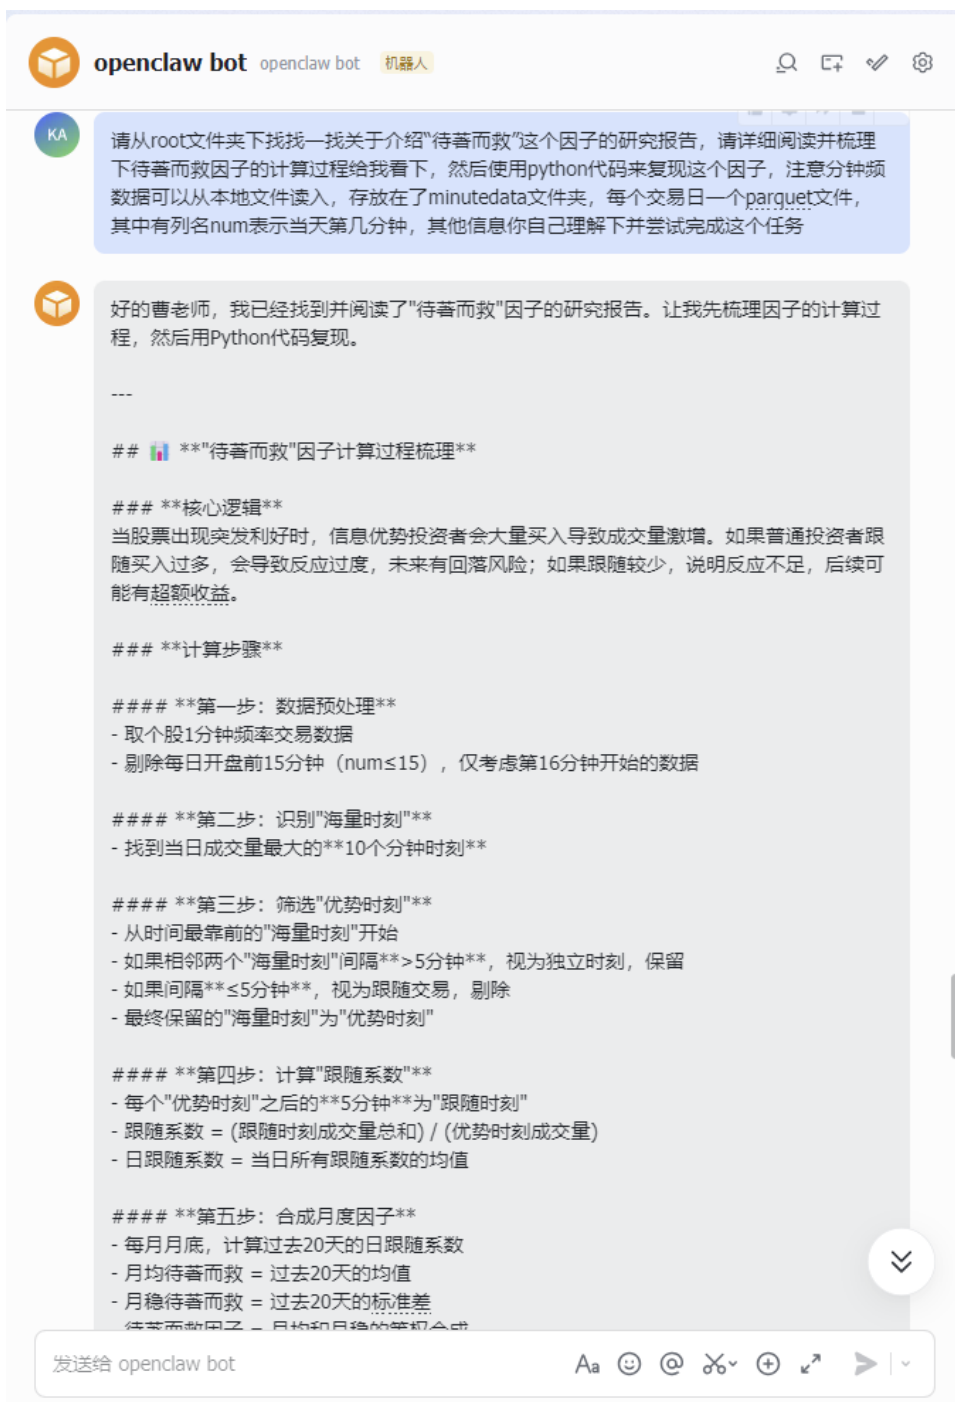 openclaw bot openclaw bot 机器人
KA
请从root文件夹下找找一找关于介绍“待著而救”这个因子的研究报告，请详细阅读并梳理
下待著而救因子的计算过程给我看下，然后使用python代码来复现这个因子，注意分钟频
数据可以从本地文件读入，存放在了minutedata文件夹，每个交易日一个parquet文件，
其中有列名num表示当天第几分钟，其他信息你自己理解下并尝试完成这个任务
好的曹老师，我已经找到并阅读了"待著而救"因子的研究报告。让我先梳理因子的计算过
程，然后用Python代码复现。
---
## 📊 **"待著而救"因子计算过程梳理**
### **核心逻辑**
当股票出现突发利好时，信息优势投资者会大量买入导致成交量激增。如果普通投资者跟
随买入过多，会导致反应过度，未来有回落风险；如果跟随较少，说明反应不足，后续可
能有超额收益。
### **计算步骤**
#### **第一步：数据预处理**
- 取个股1分钟频率交易数据
- 剔除每日开盘前15分钟（num≤15），仅考虑第16分钟开始的数据
#### **第二步：识别"海量时刻"**
- 找到当日成交量最大的**10个分钟时刻**
#### **第三步：筛选"优势时刻"**
- 从时间最靠前的"海量时刻"开始
- 如果相邻两个"海量时刻"间隔**>5分钟**，视为独立时刻，保留
- 如果间隔**≤5分钟**，视为跟随交易，剔除
- 最终保留的"海量时刻"为"优势时刻"
#### **第四步：计算"跟随系数"**
- 每个"优势时刻"之后的**5分钟**为"跟随时刻"
- 跟随系数 = (跟随时刻成交量总和) / (优势时刻成交量)
- 日跟随系数 = 当日所有跟随系数的均值
#### **第五步：合成月度因子**
- 每月月底，计算过去20天的日跟随系数
- 月均待著而救 = 过去20天的均值
- 月稳待著而救 = 过去20天的标准差
发送给 openclaw bot
Aa